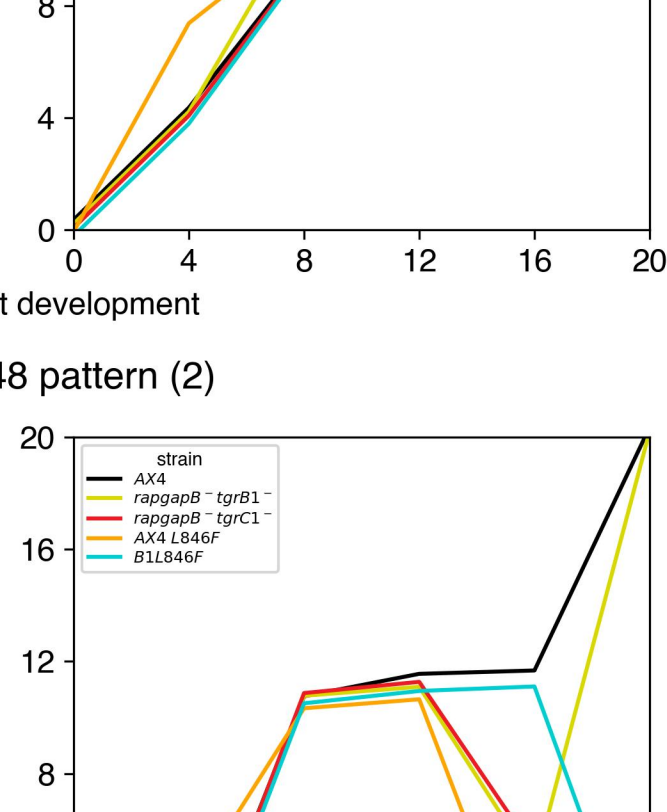 8
4
0
0 4 8 12 16 20
t development
48 pattern (2)
20
strain
AX4
rapgapB⁻tgrB1⁻
rapgapB⁻tgrC1⁻
AX4 L846F
B1L846F
16
12
8